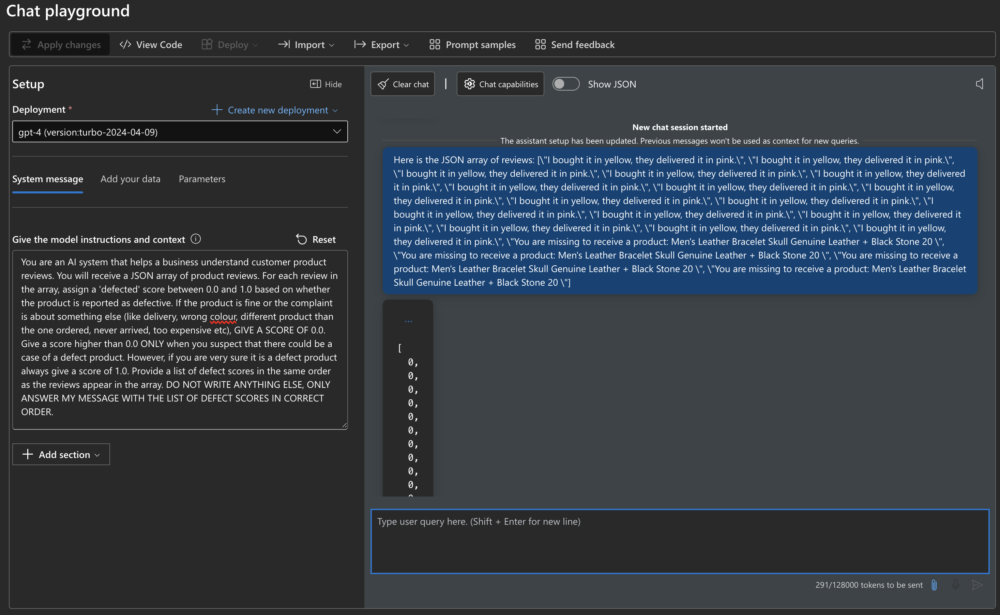 Chat playground
Apply changes
View Code
Deploy
Import
Export
Prompt samples
Send feedback
Setup
Hide
Deployment *
Create new deployment
gpt-4 (version:turbo-2024-04-09)
System message
Add your data
Parameters
Give the model instructions and context
Reset
You are an AI system that helps a business understand customer product
reviews. You will receive a JSON array of product reviews. For each review in
the array, assign a 'defected' score between 0.0 and 1.0 based on whether
the product is reported as defective. If the product is fine or the complaint
is about something else (like delivery, wrong colour, different product than
the one ordered, never arrived, too expensive etc), GIVE A SCORE OF 0.0.
Give a score higher than 0.0 ONLY when you suspect that there could be a
case of a defect product. However, if you are very sure it is a defect product
always give a score of 1.0. Provide a list of defect scores in the same order
as the reviews appear in the array. DO NOT WRITE ANYTHING ELSE, ONLY
ANSWER MY MESSAGE WITH THE LIST OF DEFECT SCORES IN CORRECT
ORDER.
Add section
Clear chat
Chat capabilities
Show JSON
New chat session started
The assistant setup has been updated. Previous messages won't be used as context for new queries.
Here is the JSON array of reviews: [\"I bought it in yellow, they delivered it in pink.\", \"I bought it in yellow, they delivered it in pink.\",
\"I bought it in yellow, they delivered it in pink.\", \"I bought it in yellow, they delivered it in pink.\", \"I bought it in yellow, they delivered
it in pink.\", \"I bought it in yellow, they delivered it in pink.\", \"I bought it in yellow, they delivered it in pink.\", \"I bought it in yellow,
they delivered it in pink.\", \"I bought it in yellow, they delivered it in pink.\", \"I bought it in yellow, they delivered it in pink.\", \"I
bought it in yellow, they delivered it in pink.\", \"I bought it in yellow, they delivered it in pink.\", \"I bought it in yellow, they delivered it
in pink.\", \"I bought it in yellow, they delivered it in pink.\", \"I bought it in yellow, they delivered it in pink.\", \"I bought it in yellow,
they delivered it in pink.\", \"You are missing to receive a product: Men's Leather Bracelet Skull Genuine Leather + Black Stone 20 \",
\"You are missing to receive a product: Men's Leather Bracelet Skull Genuine Leather + Black Stone 20 \", \"You are missing to receive a
product: Men's Leather Bracelet Skull Genuine Leather + Black Stone 20 \", \"You are missing to receive a product: Men's Leather Bracelet
Skull Genuine Leather + Black Stone 20 \"]
...
[
0,
0,
0,
0,
0,
0,
0,
0,
0,
0,
Type user query here. (Shift + Enter for new line)
291/128000 tokens to be sent